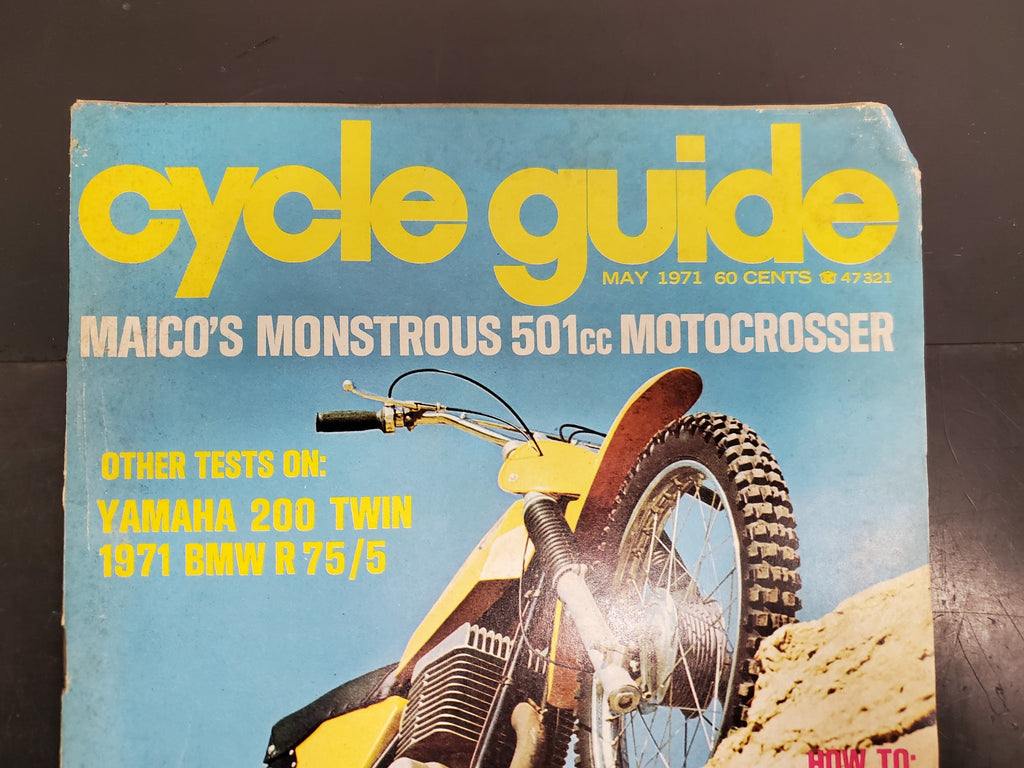 cycle guide
MAY 1971 60 CENTS 47321
MAICO'S MONSTROUS 501cc MOTOCROSSER
OTHER TESTS ON:
YAMAHA 200 TWIN
1971 BMW R 75/5
HOW TO: